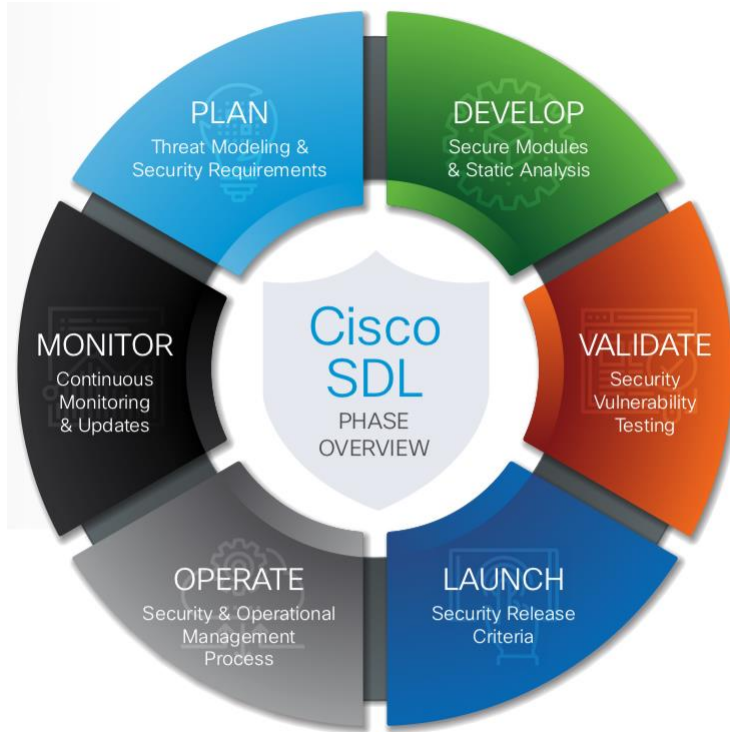 PLAN
Threat Modeling &
Security Requirements
DEVELOP
Secure Modules
& Static Analysis
VALIDATE
Security
Vulnerability
Testing
LAUNCH
Security Release
Criteria
OPERATE
Security & Operational
Management
Process
MONITOR
Continuous
Monitoring
& Updates
Cisco
SDL
PHASE
OVERVIEW